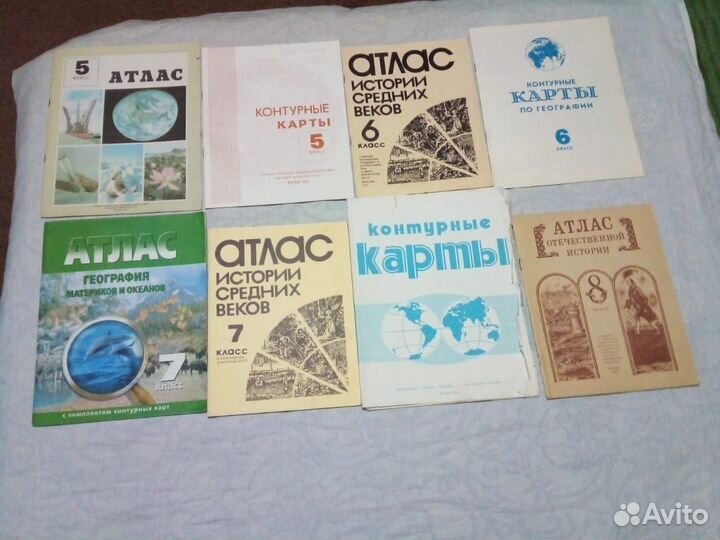 5
КЛАСС
АТЛАС
КОНТУРНЫЕ
КАРТЫ
5
КЛАСС
АТЛАС
ИСТОРИИ
СРЕДНИХ
ВЕКОВ
6
КЛАСС
КОНТУРНЫЕ
КАРТЫ
ПО ГЕОГРАФИИ
6
КЛАСС
АТЛАС
ГЕОГРАФИЯ
МАТЕРИКОВ И ОКЕАНОВ
7
КЛАСС
с комплектом контурных карт
АТЛАС
ИСТОРИИ
СРЕДНИХ
ВЕКОВ
7
КЛАСС
контурные
карты
АТЛАС
ОТЕЧЕСТВЕННОЙ
ИСТОРИИ
8
Avito